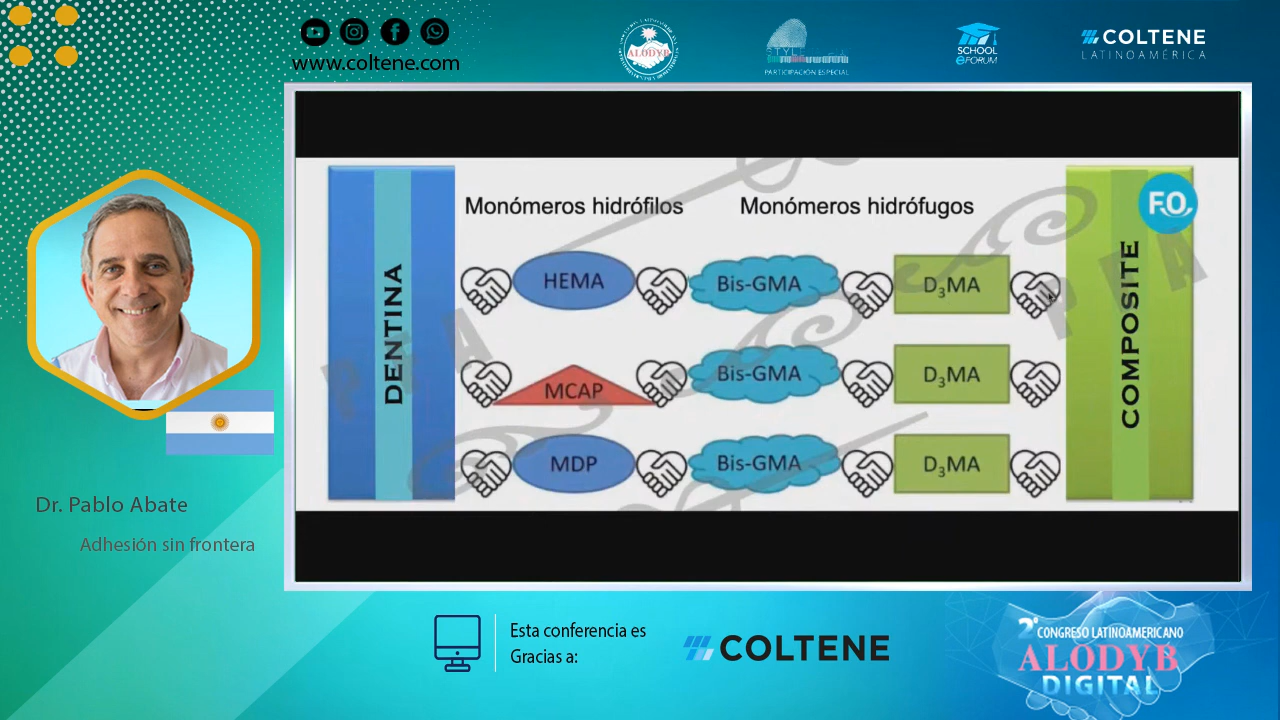 www.coltene.com
ALODYB
STYLE
PARTICIPACIÓN ESPECIAL
SCHOOL
eFORUM
COLTENE
LATINOAMÉRICA
Monómeros hidrófilos
Monómeros hidrófugos
F.O.
DENTINA
HEMA
Bis-GMA
D₃MA
MCAP
Bis-GMA
D₃MA
MDP
Bis-GMA
D₃MA
COMPOSITE
Dr. Pablo Abate
Adhesión sin frontera
Esta conferencia es
Gracias a:
COLTENE
2º CONGRESO LATINOAMERICANO
ALODYB
DIGITAL